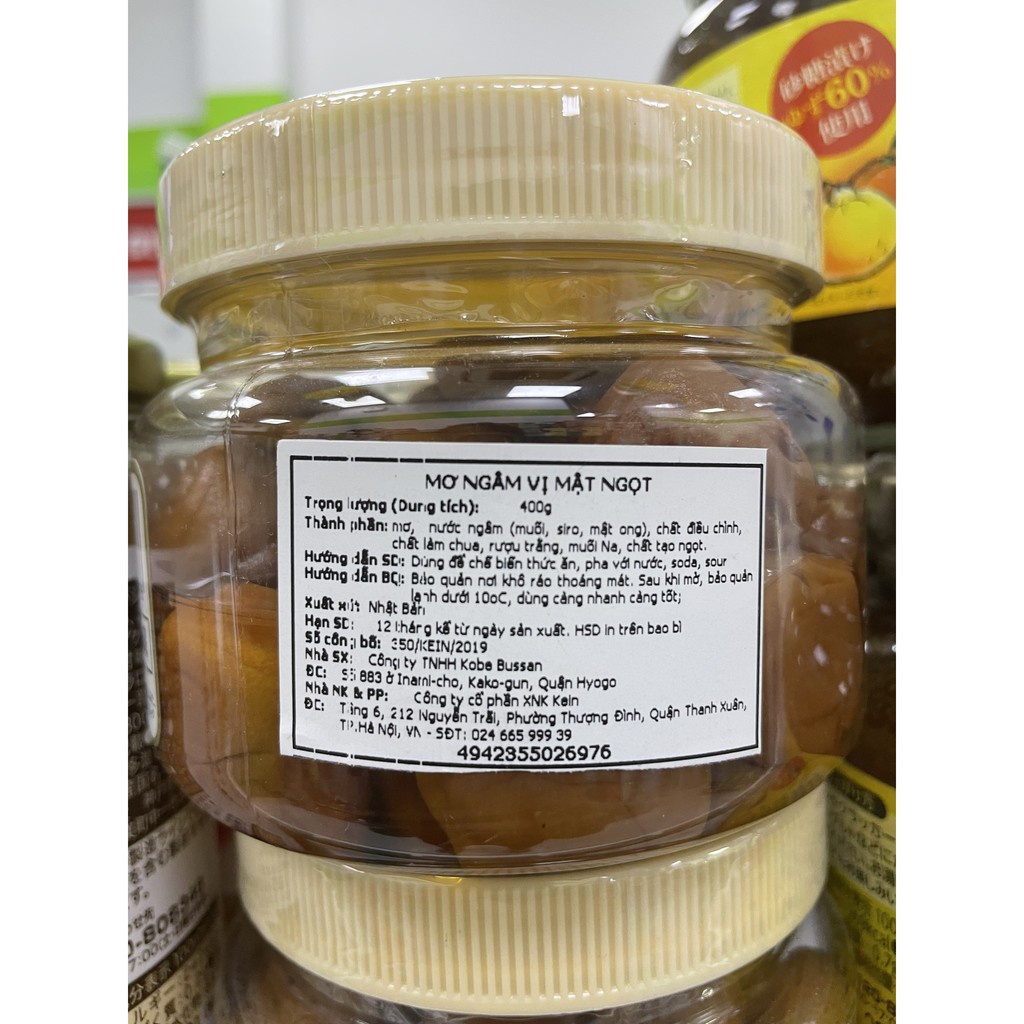 砂糖漬け
60%
使用
MƠ NGÂM VỊ MẬT NGỌT
Trọng lượng (Dung tích): 400g
Thành phần: mơ, nước ngâm (muối, siro, mật ong), chất điều chỉnh,
chất làm chua, rượu trắng, muối Na, chất tạo ngọt.
Hướng dẫn SD: Dùng để chế biến thức ăn, pha với nước, soda, sour
Hướng dẫn BQ: Bảo quản nơi khô ráo thoáng mát. Sau khi mở, bảo quản
lạnh dưới 10oC, dùng càng nhanh càng tốt;
Xuất xứ: Nhật Bản
Hạn SD: 12 tháng kể từ ngày sản xuất. HSD in trên bao bì
Số công bố: 350/KEIN/2019
Nhà SX: Công ty TNHH Kobe Bussan
ĐC: Số 883 ở Inami-cho, Kako-gun, Quận Hyogo
Nhà NK & PP: Công ty cổ phần XNK Kein
ĐC: Tầng 6, 212 Nguyễn Trãi, Phường Thượng Đình, Quận Thanh Xuân,
TP.Hà Nội, VN - SĐT: 024 665 999 39
4942355026976